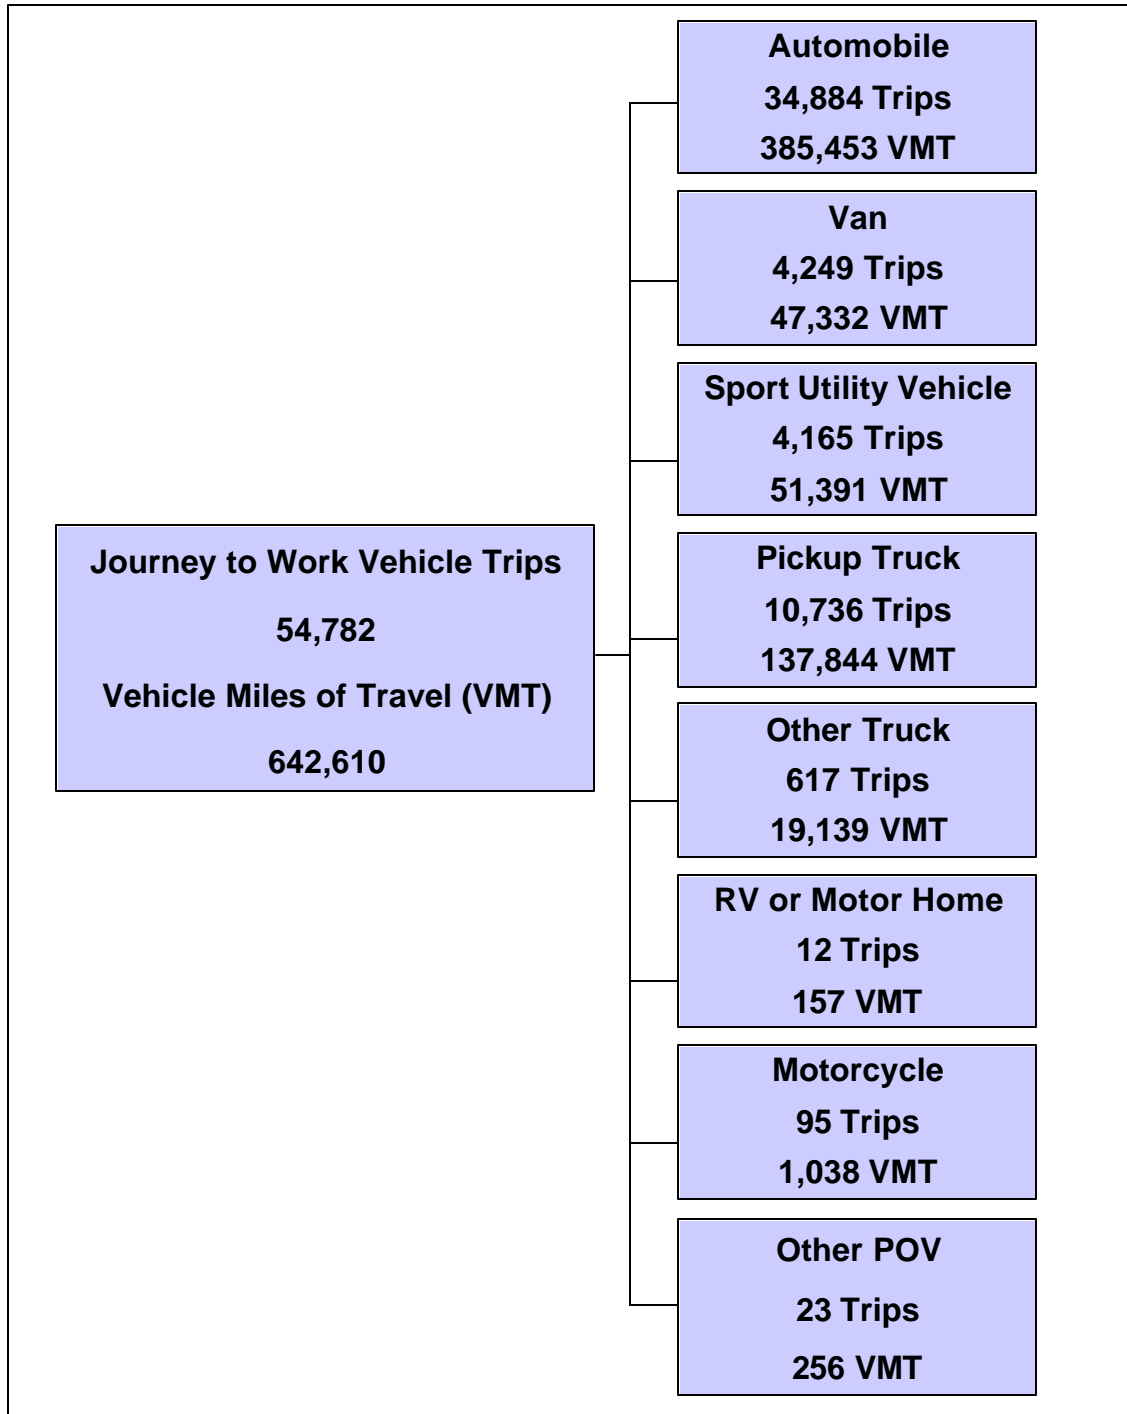 Automobile
34,884 Trips
385,453 VMT
Van
4,249 Trips
47,332 VMT
Sport Utility Vehicle
4,165 Trips
51,391 VMT
Journey to Work Vehicle Trips
54,782
Vehicle Miles of Travel (VMT)
642,610
Pickup Truck
10,736 Trips
137,844 VMT
Other Truck
617 Trips
19,139 VMT
RV or Motor Home
12 Trips
157 VMT
Motorcycle
95 Trips
1,038 VMT
Other POV
23 Trips
256 VMT